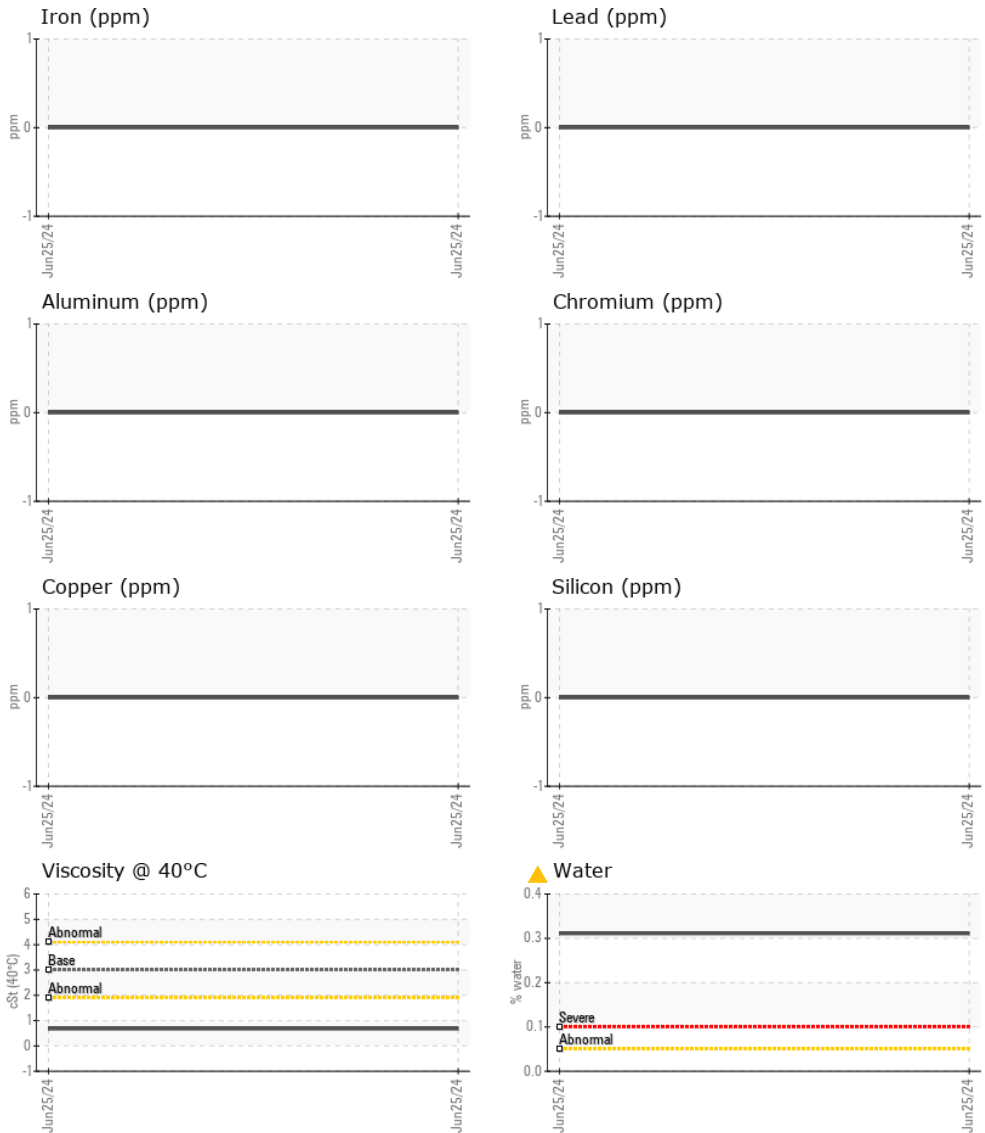 Iron (ppm)
1
0
-1
ppm
Jun25/24
Jun25/24
Lead (ppm)
1
0
-1
ppm
Jun25/24
Jun25/24
Aluminum (ppm)
1
0
-1
ppm
Jun25/24
Jun25/24
Chromium (ppm)
1
0
-1
ppm
Jun25/24
Jun25/24
Copper (ppm)
1
0
-1
ppm
Jun25/24
Jun25/24
Silicon (ppm)
1
0
-1
ppm
Jun25/24
Jun25/24
Viscosity @ 40°C
6
5
4
3
2
1
0
-1
cSt (40°C)
Abnormal
Base
Abnormal
Jun25/24
Jun25/24
Water
0.4
0.3
0.2
0.1
0.0
% water
Severe
Abnormal
Jun25/24
Jun25/24